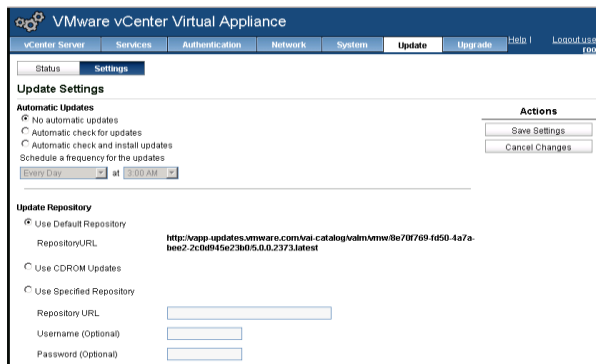 VMware vCenter Virtual Appliance
vCenter Server Services Authentication Network System Update Upgrade Help | Logout use
roo
Status Settings
Update Settings
Automatic Updates
No automatic updates
Automatic check for updates
Automatic check and install updates
Schedule a frequency for the updates
Every Day at 3:00 AM
Actions
Save Settings
Cancel Changes
Update Repository
Use Default Repository
RepositoryURL http://vapp-updates.vmware.com/vai-catalog/valm/vmw/8e70f769-fd50-4a7a-
bee2-2c0d945e23b0/5.0.0.2373.latest
Use CDROM Updates
Use Specified Repository
Repository URL
Username (Optional)
Password (Optional)